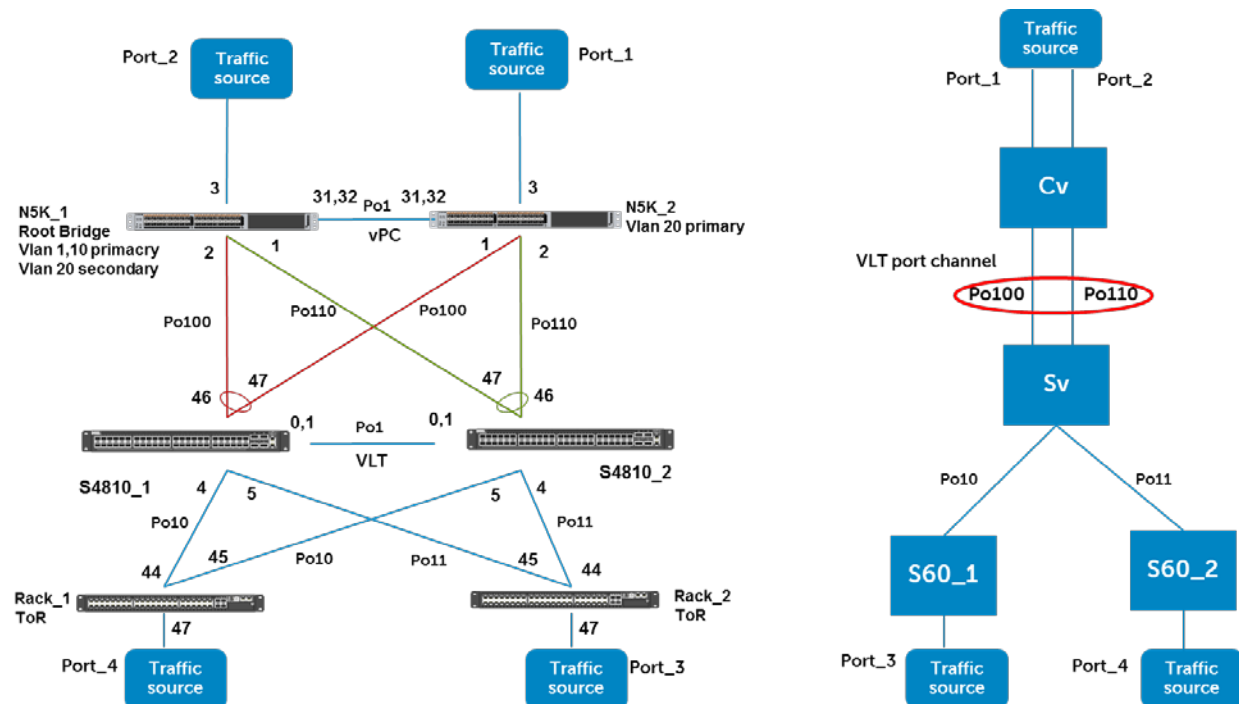 Port_2
Traffic
source
Traffic
source
Port_1
3
31,32
Po1
31,32
3
N5K_1
Root Bridge
Vlan 1,10 primacry
Vlan 20 secondary
vPC
N5K_2
Vlan 20 primary
2
1
1
2
Po100
Po110
Po100
Po110
46
47
47
46
0,1
Po1
0,1
VLT
S4810_1
S4810_2
4
5
5
4
Po10
Po10
Po11
Po11
44
45
45
44
Rack_1
ToR
Rack_2
ToR
47
47
Port_4
Traffic
source
Traffic
source
Port_3
Traffic
source
Port_1
Port_2
Cv
VLT port channel
Po100
Po110
Sv
Po10
Po11
S60_1
S60_2
Port_3
Traffic
source
Port_4
Traffic
source